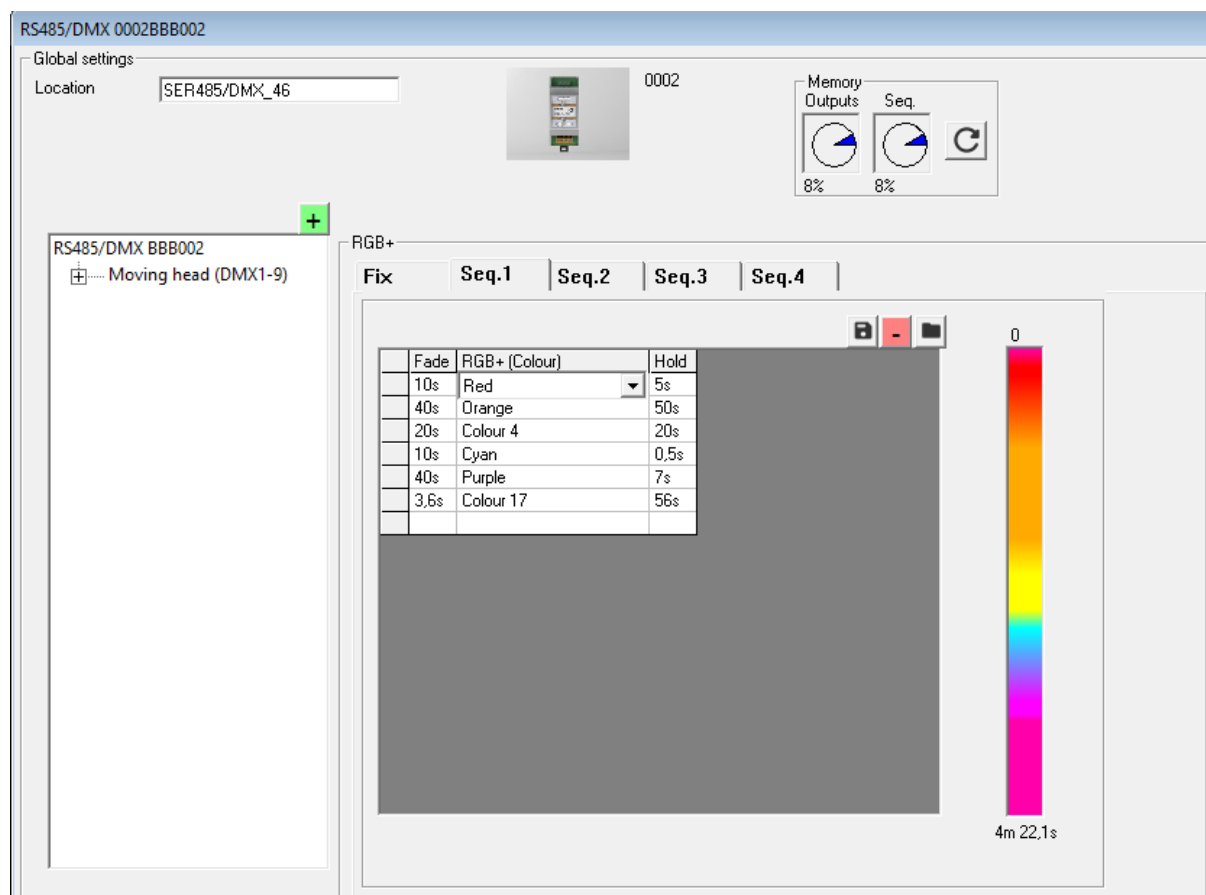 RS485/DMX 0002BBB002
Global settings
Location
SER485/DMX_46
0002
Memory
Outputs Seq.
8% 8%
+
RS485/DMX BBB002
Moving head (DMX1-9)
RGB+
Fix Seq.1 Seq.2 Seq.3 Seq.4
-
0
Fade RGB+ (Colour) Hold
10s Red 5s
40s Orange 50s
20s Colour 4 20s
10s Cyan 0,5s
40s Purple 7s
3,6s Colour 17 56s
4m 22,1s